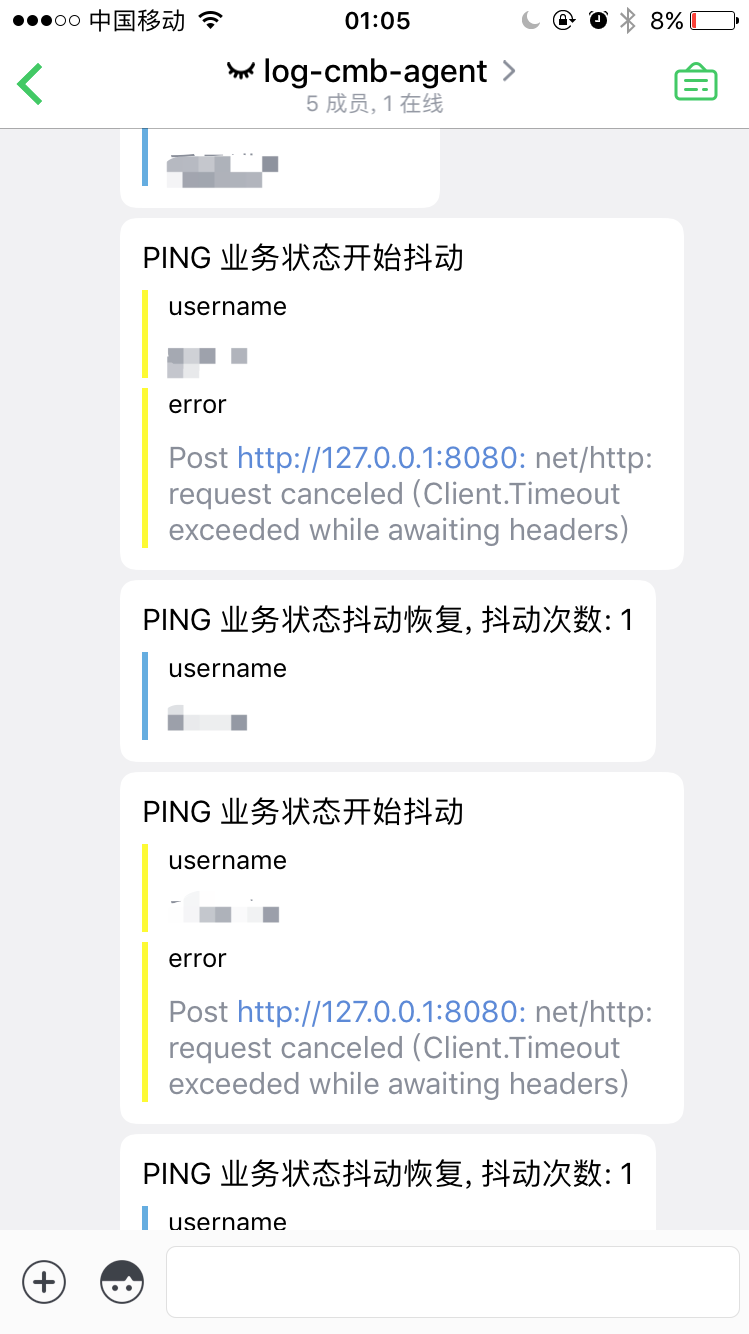 中国移动 01:05 8%
log-cmb-agent
5 成员, 1 在线
PING 业务状态开始抖动
username
error
Post http://127.0.0.1:8080: net/http:
request canceled (Client.Timeout
exceeded while awaiting headers)
PING 业务状态抖动恢复, 抖动次数: 1
username
PING 业务状态开始抖动
username
error
Post http://127.0.0.1:8080: net/http:
request canceled (Client.Timeout
exceeded while awaiting headers)
PING 业务状态抖动恢复, 抖动次数: 1
username